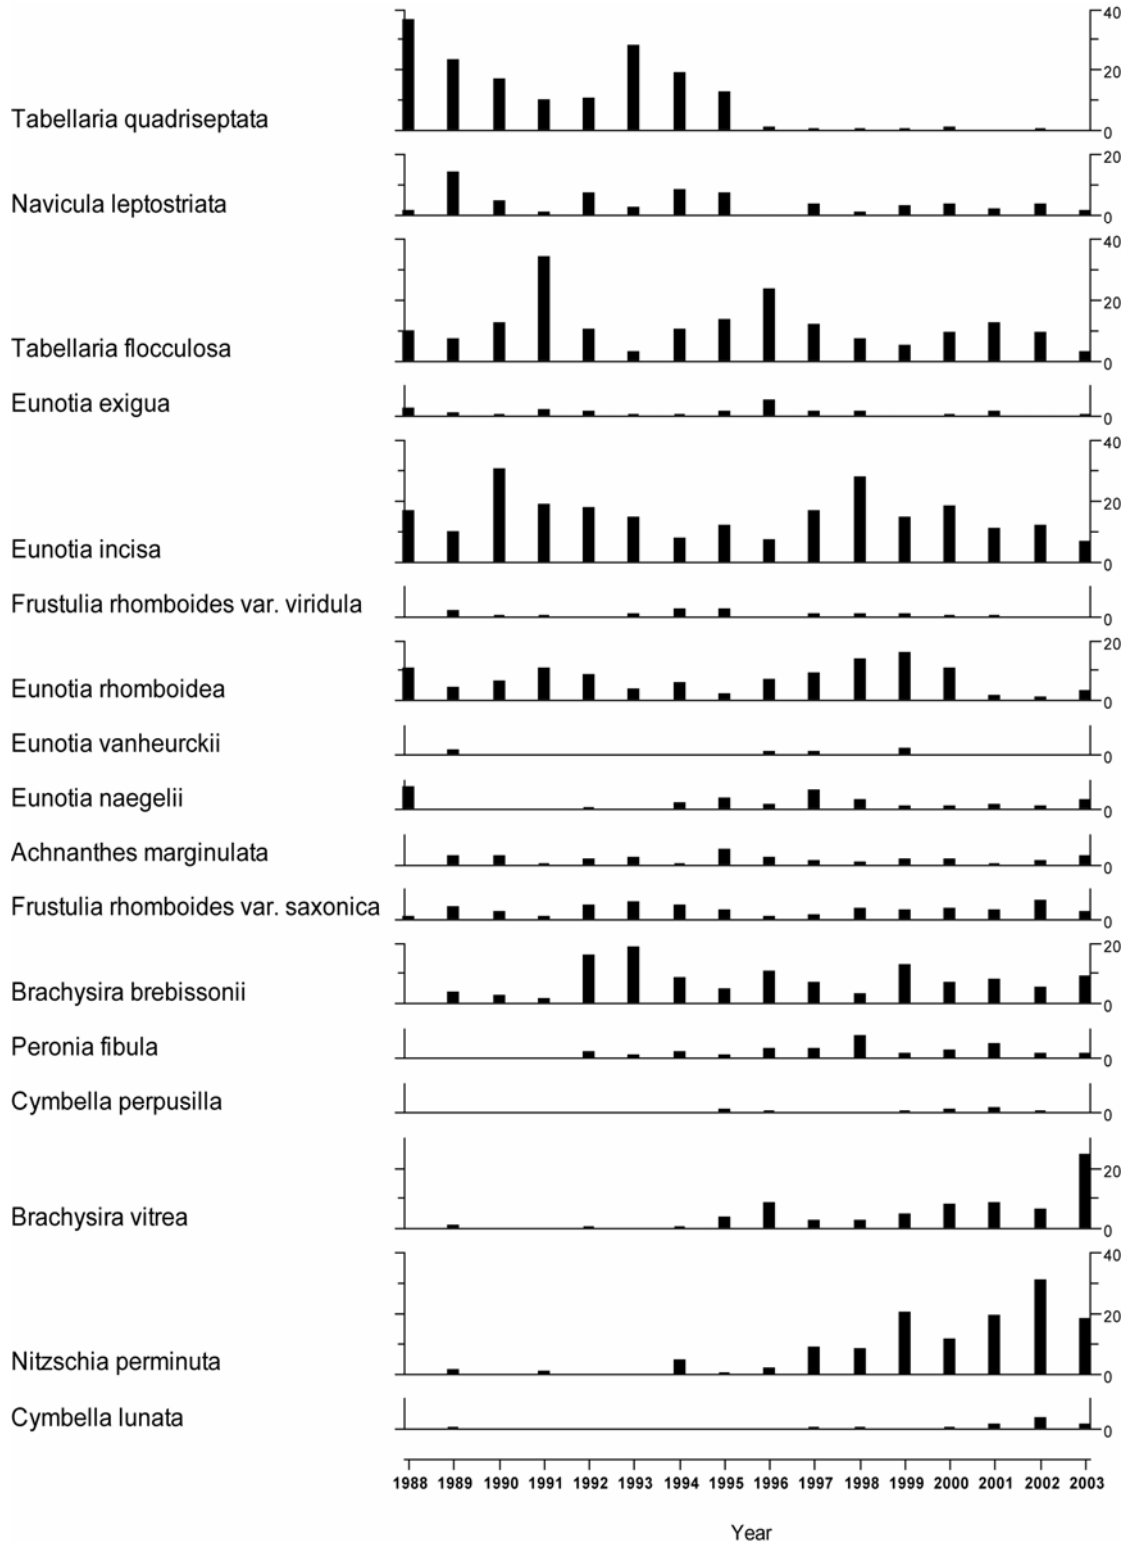 40
20
Tabellaria quadriseptata
0
20
Navicula leptostriata
0
40
20
Tabellaria flocculosa
0
Eunotia exigua
0
40
20
Eunotia incisa
0
Frustulia rhomboides var. viridula
0
20
Eunotia rhomboidea
0
Eunotia vanheurckii
0
Eunotia naegelii
0
Achnanthes marginulata
0
Frustulia rhomboides var. saxonica
0
20
Brachysira brebissonii
0
Peronia fibula
0
Cymbella perpusilla
0
20
Brachysira vitrea
0
40
20
Nitzschia perminuta
0
Cymbella lunata
0
1988 1989 1990 1991 1992 1993 1994 1995 1996 1997 1998 1999 2000 2001 2002 2003
Year